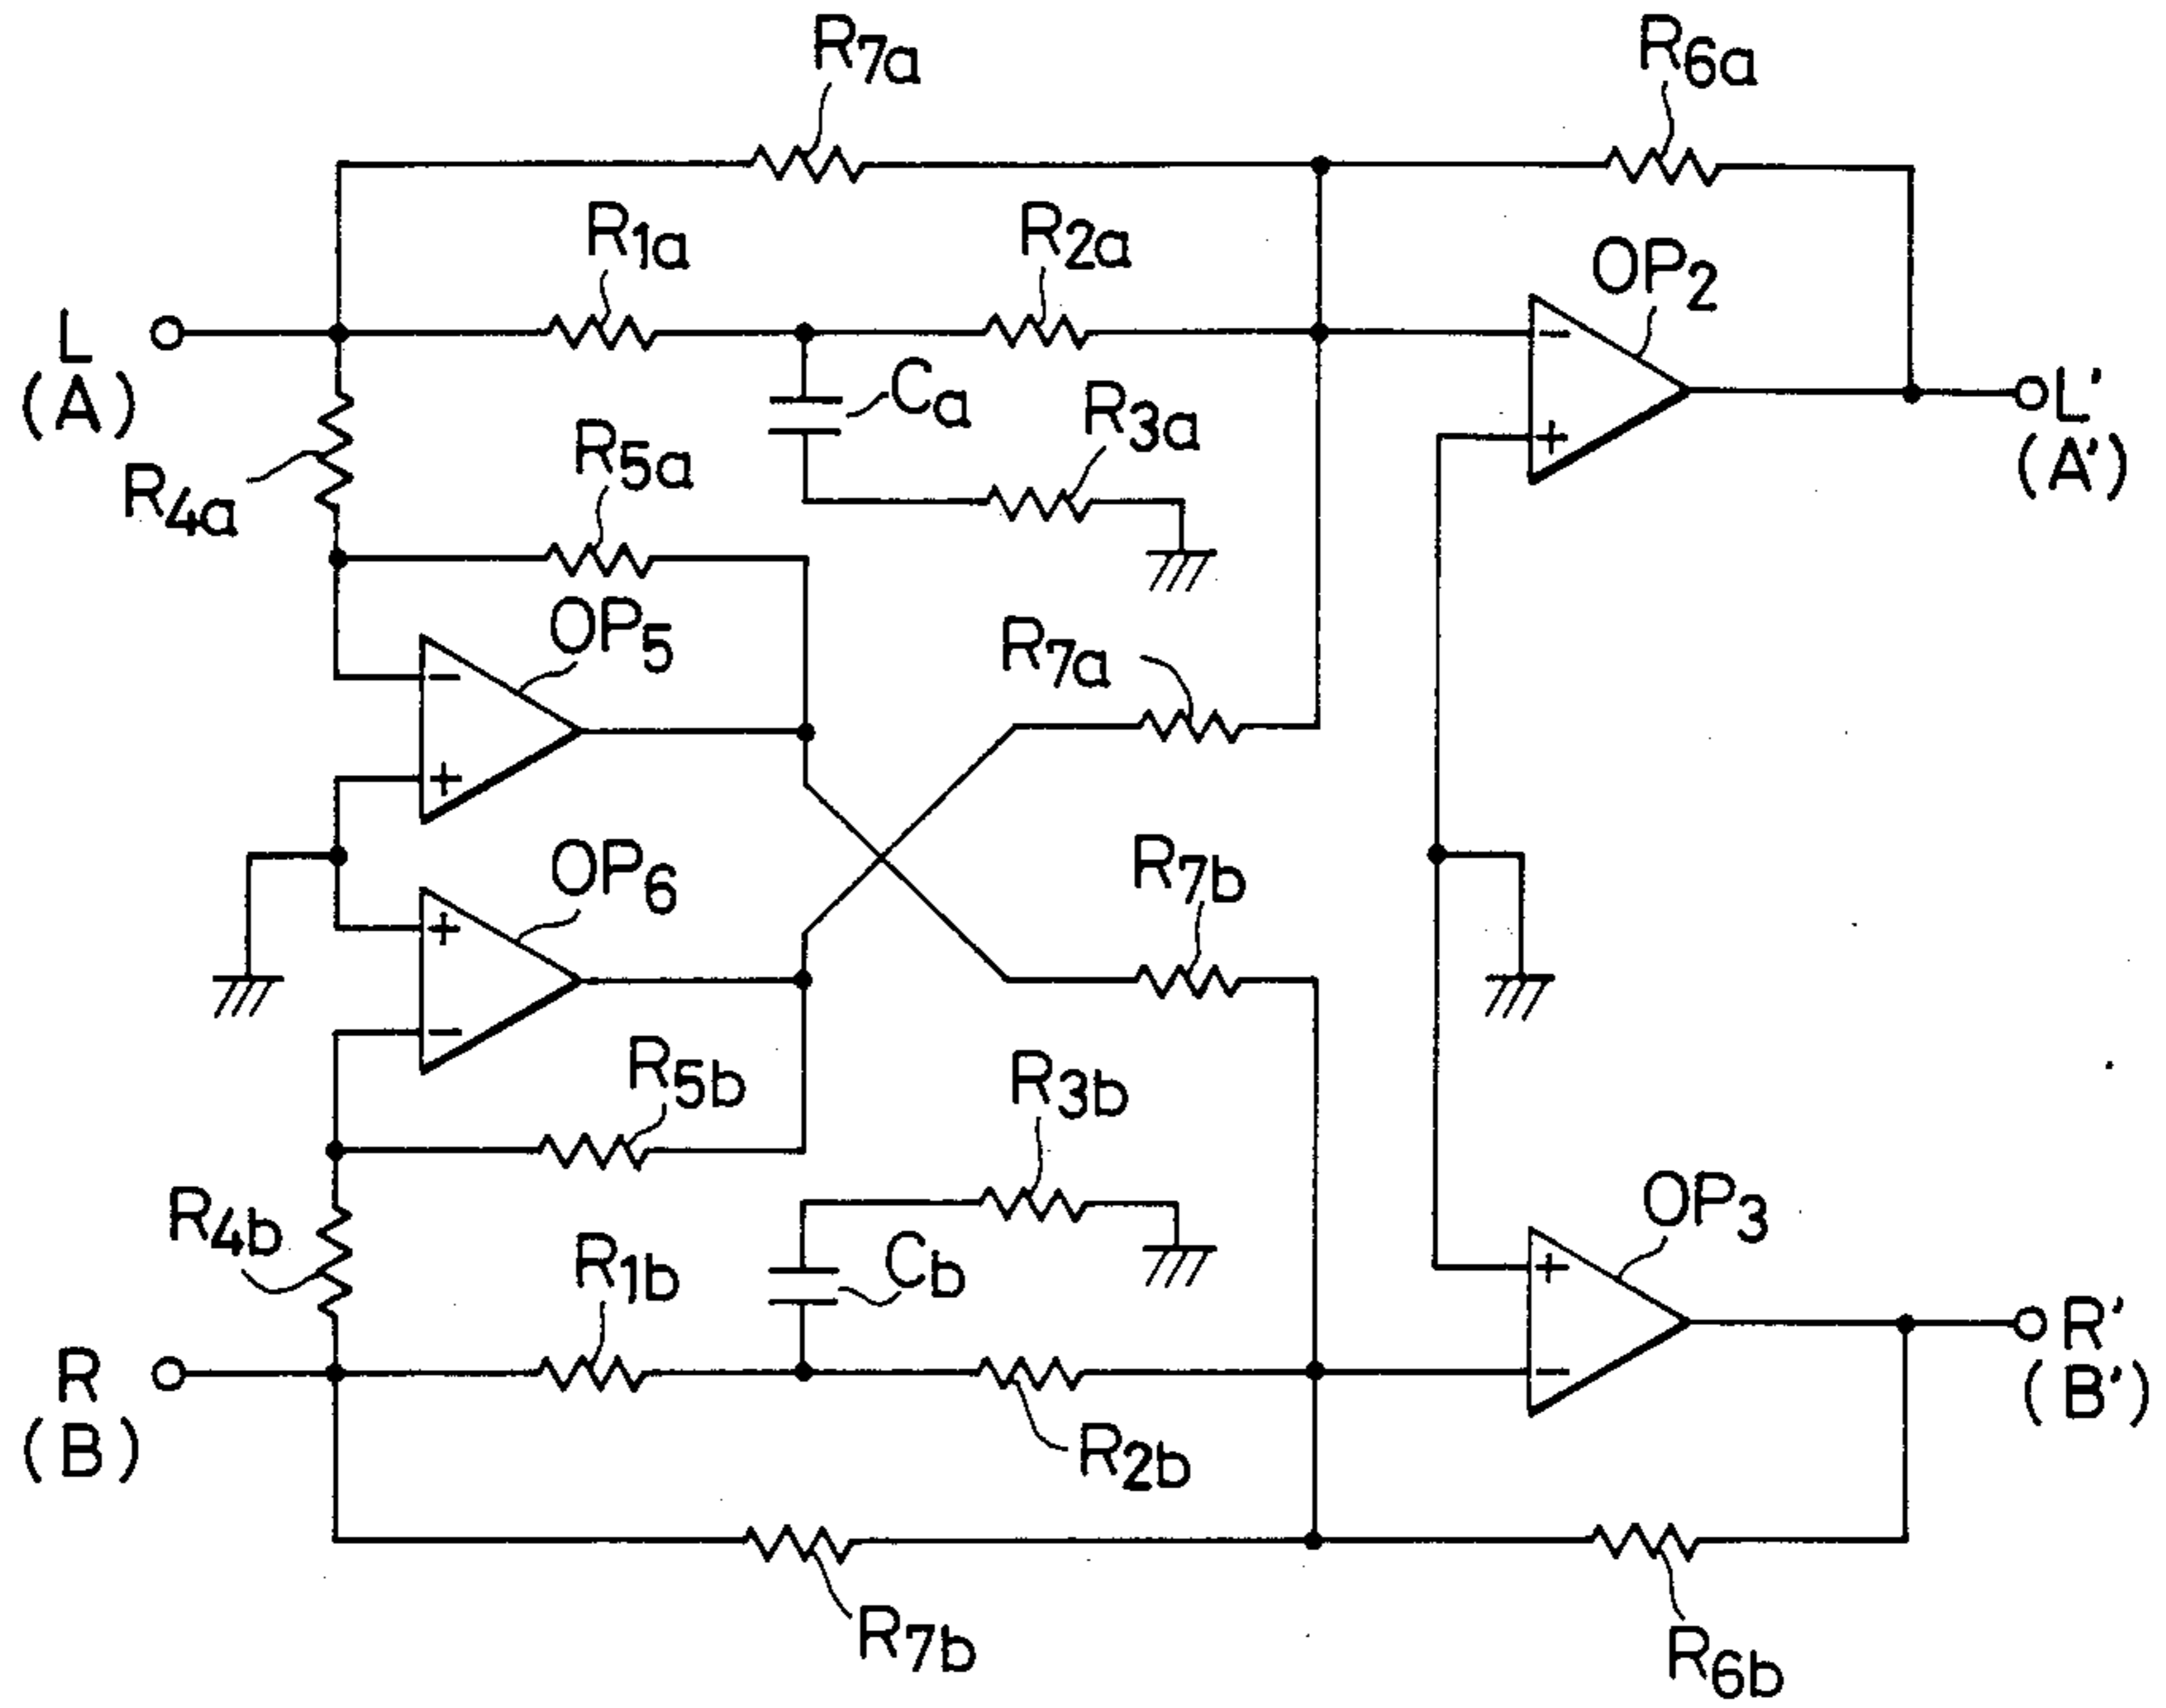 R7a
R6a
R1a
R2a
OP2
L
(A)
Ca
R3a
L'
(A')
R5a
R4a
OP5
R7a
-
+
-
+
OP6
R7b
+
-
R5b
R3b
R4b
R1b
Cb
OP3
+
-
R
(B)
R'
(B')
R2b
R7b
R6b